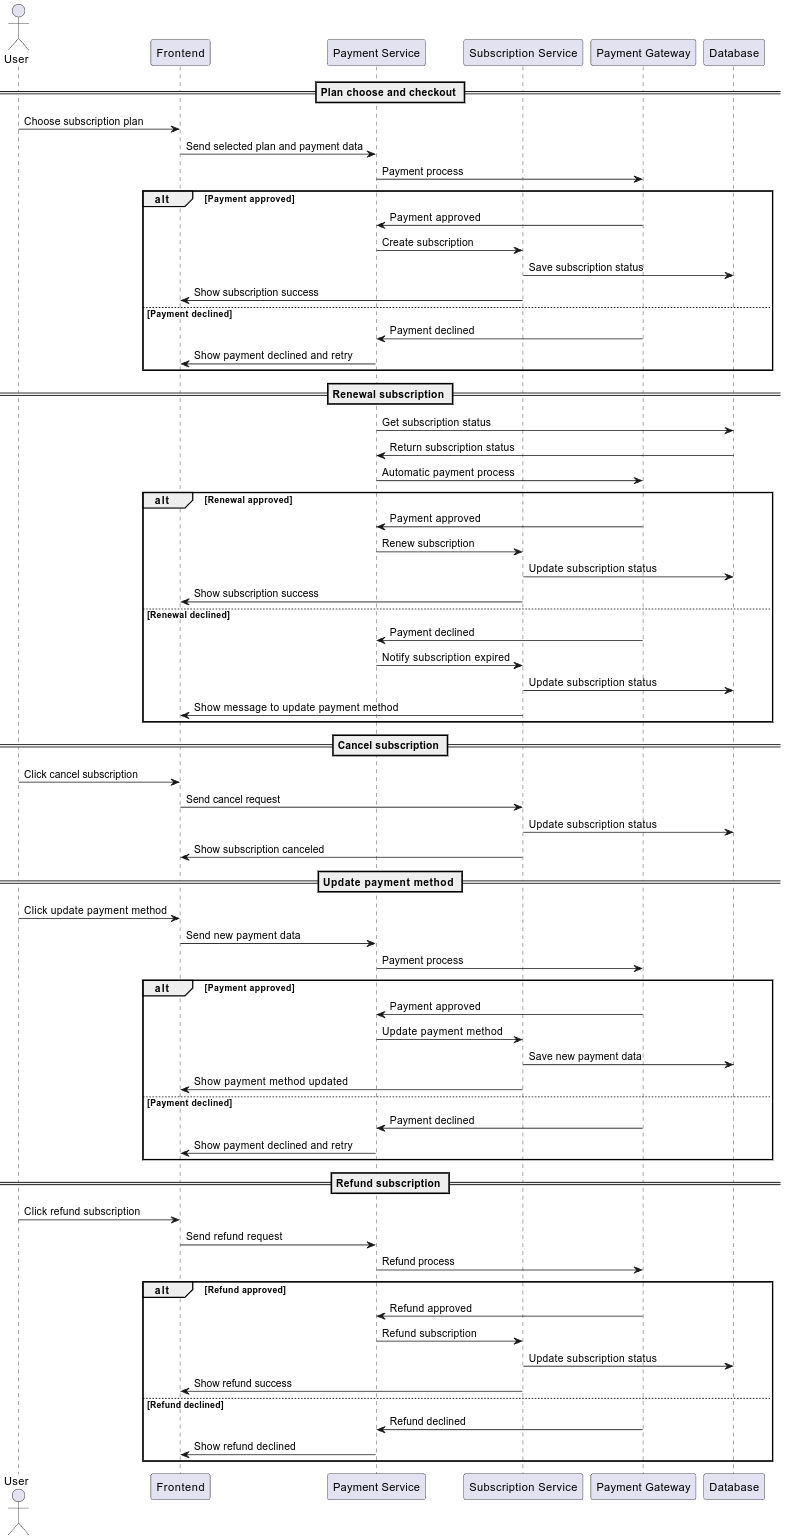 User
Frontend
Payment Service
Subscription Service
Payment Gateway
Database
Plan choose and checkout
Choose subscription plan
Send selected plan and payment data
Payment process
alt
[Payment approved]
Payment approved
Create subscription
Save subscription status
Show subscription success
[Payment declined]
Payment declined
Show payment declined and retry
Renewal subscription
Get subscription status
Return subscription status
Automatic payment process
alt
[Renewal approved]
Payment approved
Renew subscription
Update subscription status
Show subscription success
[Renewal declined]
Payment declined
Notify subscription expired
Update subscription status
Show message to update payment method
Cancel subscription
Click cancel subscription
Send cancel request
Update subscription status
Show subscription canceled
Update payment method
Click update payment method
Send new payment data
Payment process
alt
[Payment approved]
Payment approved
Update payment method
Save new payment data
Show payment method updated
[Payment declined]
Payment declined
Show payment declined and retry
Refund subscription
Click refund subscription
Send refund request
Refund process
alt
[Refund approved]
Refund approved
Refund subscription
Update subscription status
Show refund success
[Refund declined]
Refund declined
Show refund declined
User
Frontend
Payment Service
Subscription Service
Payment Gateway
Database